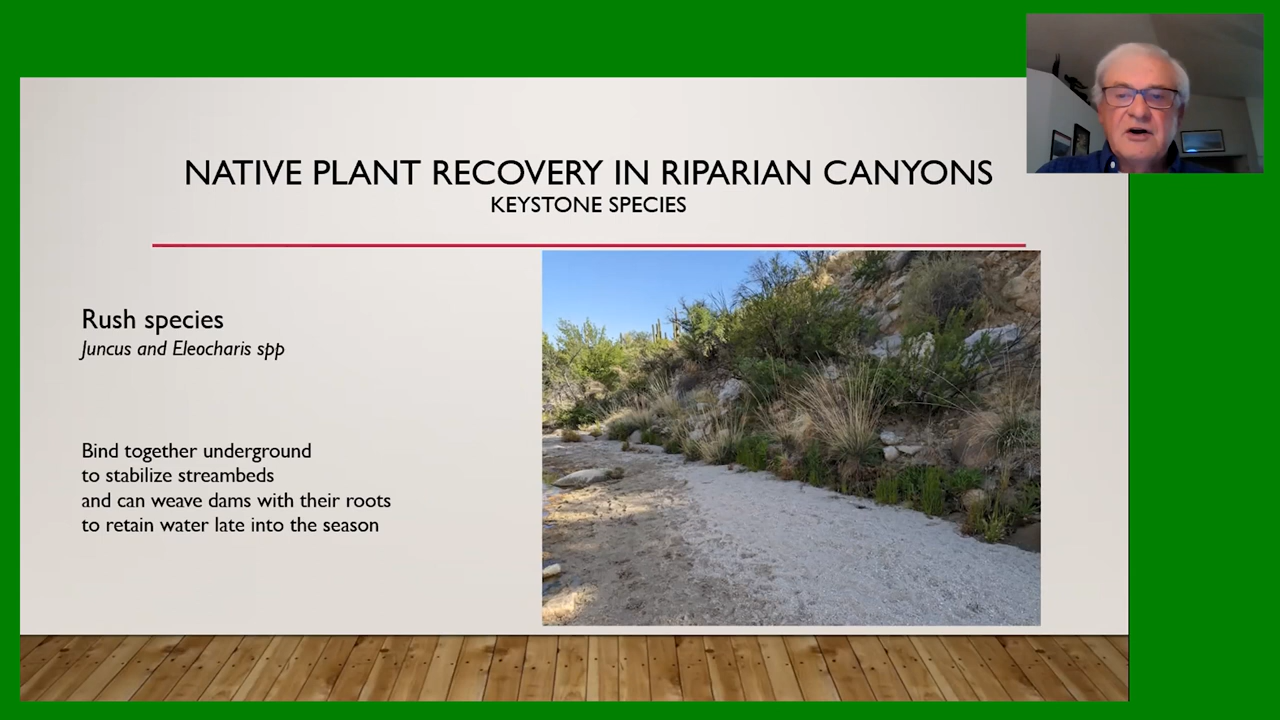 NATIVE PLANT RECOVERY IN RIPARIAN CANYONS
KEYSTONE SPECIES
Rush species
Juncus and Eleocharis spp
Bind together underground
to stabilize streambeds
and can weave dams with their roots
to retain water late into the season